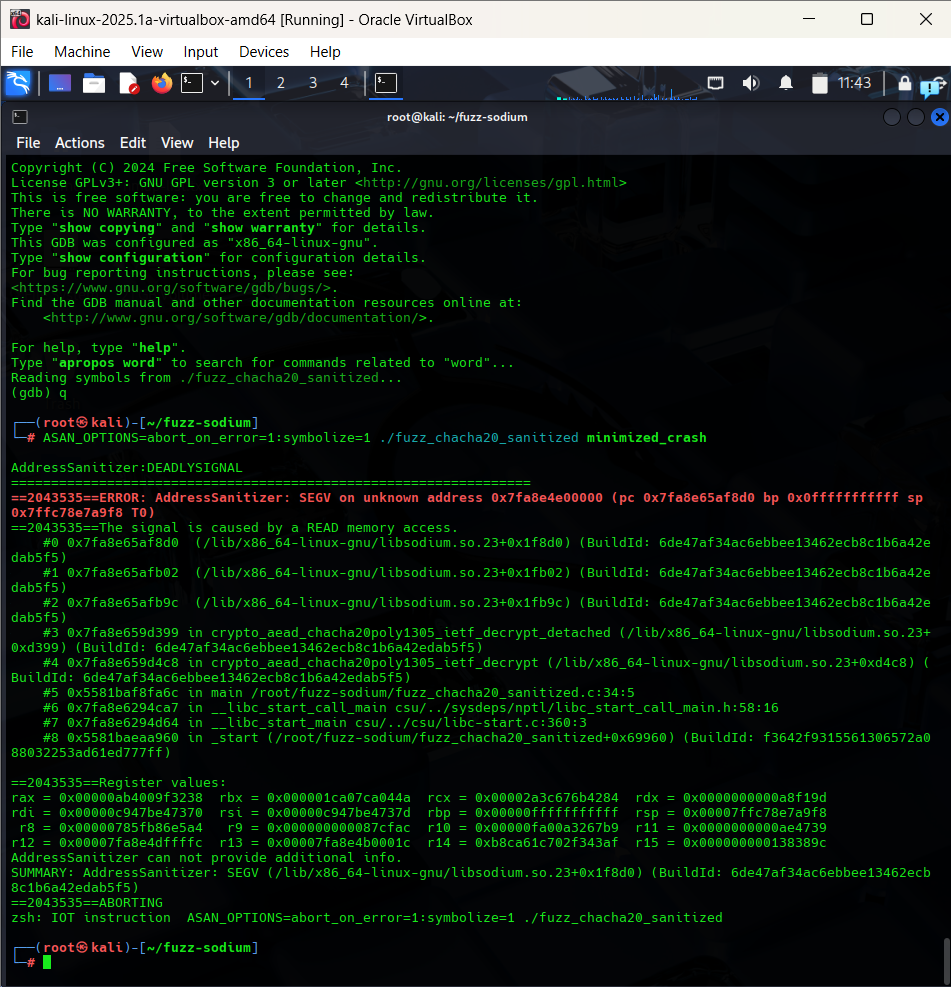 kali-linux-2025.1a-virtualbox-amd64 [Running] - Oracle VirtualBox
File Machine View Input Devices Help
1 2 3 4 11:43
root@kali: ~/fuzz-sodium
File Actions Edit View Help
Copyright (C) 2024 Free Software Foundation, Inc.
License GPLv3+: GNU GPL version 3 or later <http://gnu.org/licenses/gpl.html>
This is free software: you are free to change and redistribute it.
There is NO WARRANTY, to the extent permitted by law.
Type "show copying" and "show warranty" for details.
This GDB was configured as "x86_64-linux-gnu".
Type "show configuration" for configuration details.
For bug reporting instructions, please see:
<https://www.gnu.org/software/gdb/bugs/>.
Find the GDB manual and other documentation resources online at:
<http://www.gnu.org/software/gdb/documentation/>.
For help, type "help".
Type "apropos word" to search for commands related to "word"...
Reading symbols from ./fuzz_chacha20_sanitized...
(gdb) q
┌──(root㉿kali)-[~/fuzz-sodium]
└─# ASAN_OPTIONS=abort_on_error=1:symbolize=1 ./fuzz_chacha20_sanitized minimized_crash
AddressSanitizer:DEADLYSIGNAL
=================================================================
==2043535==ERROR: AddressSanitizer: SEGV on unknown address 0x7fa8e4e00000 (pc 0x7fa8e65af8d0 bp 0x0fffffffffff sp
0x7ffc78e7a9f8 T0)
==2043535==The signal is caused by a READ memory access.
#0 0x7fa8e65af8d0 (/lib/x86_64-linux-gnu/libsodium.so.23+0x1f8d0) (BuildId: 6de47af34ac6ebbee13462ecb8c1b6a42e
dab5f5)
#1 0x7fa8e65afb02 (/lib/x86_64-linux-gnu/libsodium.so.23+0x1fb02) (BuildId: 6de47af34ac6ebbee13462ecb8c1b6a42e
dab5f5)
#2 0x7fa8e65afb9c (/lib/x86_64-linux-gnu/libsodium.so.23+0x1fb9c) (BuildId: 6de47af34ac6ebbee13462ecb8c1b6a42e
dab5f5)
#3 0x7fa8e659d399 in crypto_aead_chacha20poly1305_ietf_decrypt_detached (/lib/x86_64-linux-gnu/libsodium.so.23+
0xd399) (BuildId: 6de47af34ac6ebbee13462ecb8c1b6a42edab5f5)
#4 0x7fa8e659d4c8 in crypto_aead_chacha20poly1305_ietf_decrypt (/lib/x86_64-linux-gnu/libsodium.so.23+0xd4c8) (
BuildId: 6de47af34ac6ebbee13462ecb8c1b6a42edab5f5)
#5 0x5581baf8fa6c in main /root/fuzz-sodium/fuzz_chacha20_sanitized.c:34:5
#6 0x7fa8e6294ca7 in __libc_start_call_main csu/../sysdeps/nptl/libc_start_call_main.h:58:16
#7 0x7fa8e6294d64 in __libc_start_main csu/../csu/libc-start.c:360:3
#8 0x5581baeaa960 in _start (/root/fuzz-sodium/fuzz_chacha20_sanitized+0x69960) (BuildId: f3642f9315561306572a0
88032253ad61ed777ff)
==2043535==Register values:
rax = 0x00000ab4009f3238 rbx = 0x000001ca07ca044a rcx = 0x00002a3c676b4284 rdx = 0x0000000000a8f19d
rdi = 0x00000c947be47370 rsi = 0x00000c947be4737d rbp = 0x00000fffffffffff rsp = 0x00007ffc78e7a9f8
r8 = 0x00000785fb86e5a4 r9 = 0x000000000087cfac r10 = 0x00000fa00a3267b9 r11 = 0x0000000000ae4739
r12 = 0x00007fa8e4dffffc r13 = 0x00007fa8e4b0001c r14 = 0xb8ca61c702f343af r15 = 0x000000000138389c
AddressSanitizer can not provide additional info.
SUMMARY: AddressSanitizer: SEGV (/lib/x86_64-linux-gnu/libsodium.so.23+0x1f8d0) (BuildId: 6de47af34ac6ebbee13462ecb
8c1b6a42edab5f5)
==2043535==ABORTING
zsh: IOT instruction ASAN_OPTIONS=abort_on_error=1:symbolize=1 ./fuzz_chacha20_sanitized
┌──(root㉿kali)-[~/fuzz-sodium]
└─#